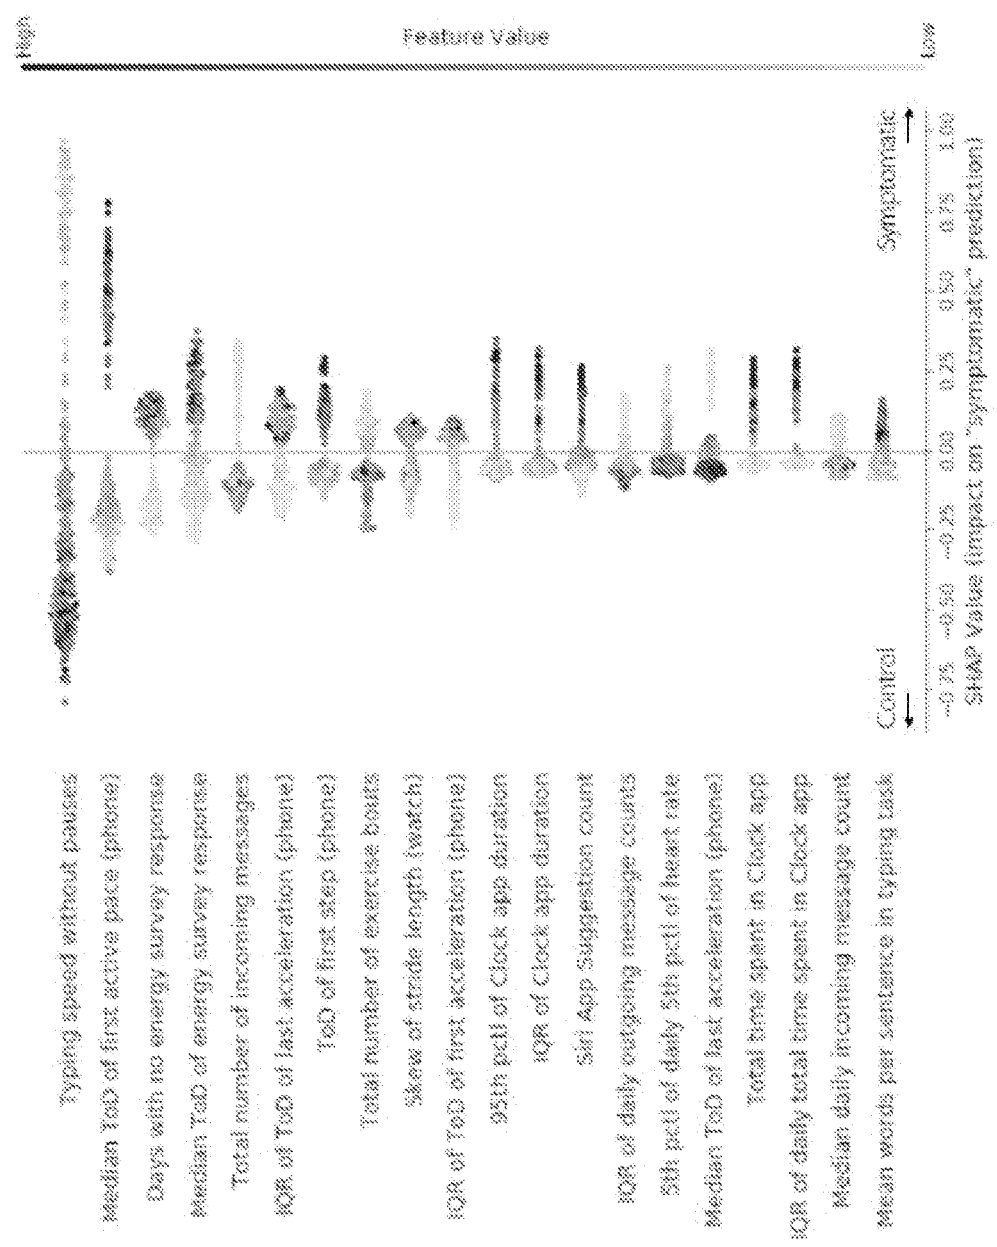 High
Feature Value
Low
Typing speed without pauses
Median ToD of first active pace (phone)
Days with no energy survey response
Median ToD of energy survey response
Total number of incoming messages
IQR of ToD of last acceleration (phone)
ToD of first step (phone)
Total number of exercise bouts
Skew of stride length (watch)
IQR of ToD of first acceleration (phone)
95th pctl of Clock app duration
IQR of Clock app duration
Siri App Suggestion count
IQR of daily outgoing message counts
5th pctl of daily 5th pctl of heart rate
Median ToD of last acceleration (phone)
Total time spent in Clock app
IQR of daily total time spent in Clock app
Median daily incoming message count
Mean words per sentence in typing task
Control
Symptomatic
−0.75
−0.50
−0.25
0.00
0.25
0.50
0.75
1.00
SHAP Value (impact on "symptomatic" prediction)